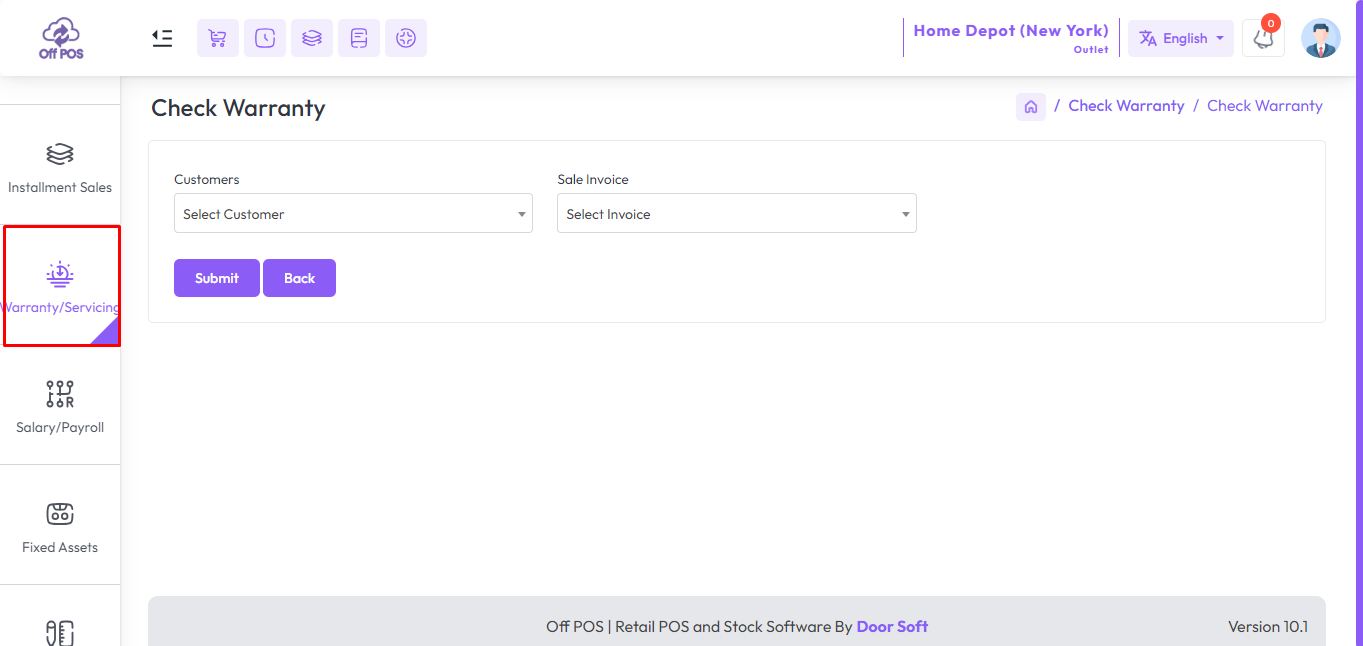 Off POS
Home Depot (New York)
Outlet
English
0
Check Warranty
/ Check Warranty / Check Warranty
Installment Sales
Warranty/Servicing
Salary/Payroll
Fixed Assets
Customers
Sale Invoice
Select Customer
Select Invoice
Submit
Back
Off POS | Retail POS and Stock Software By Door Soft
Version 10.1